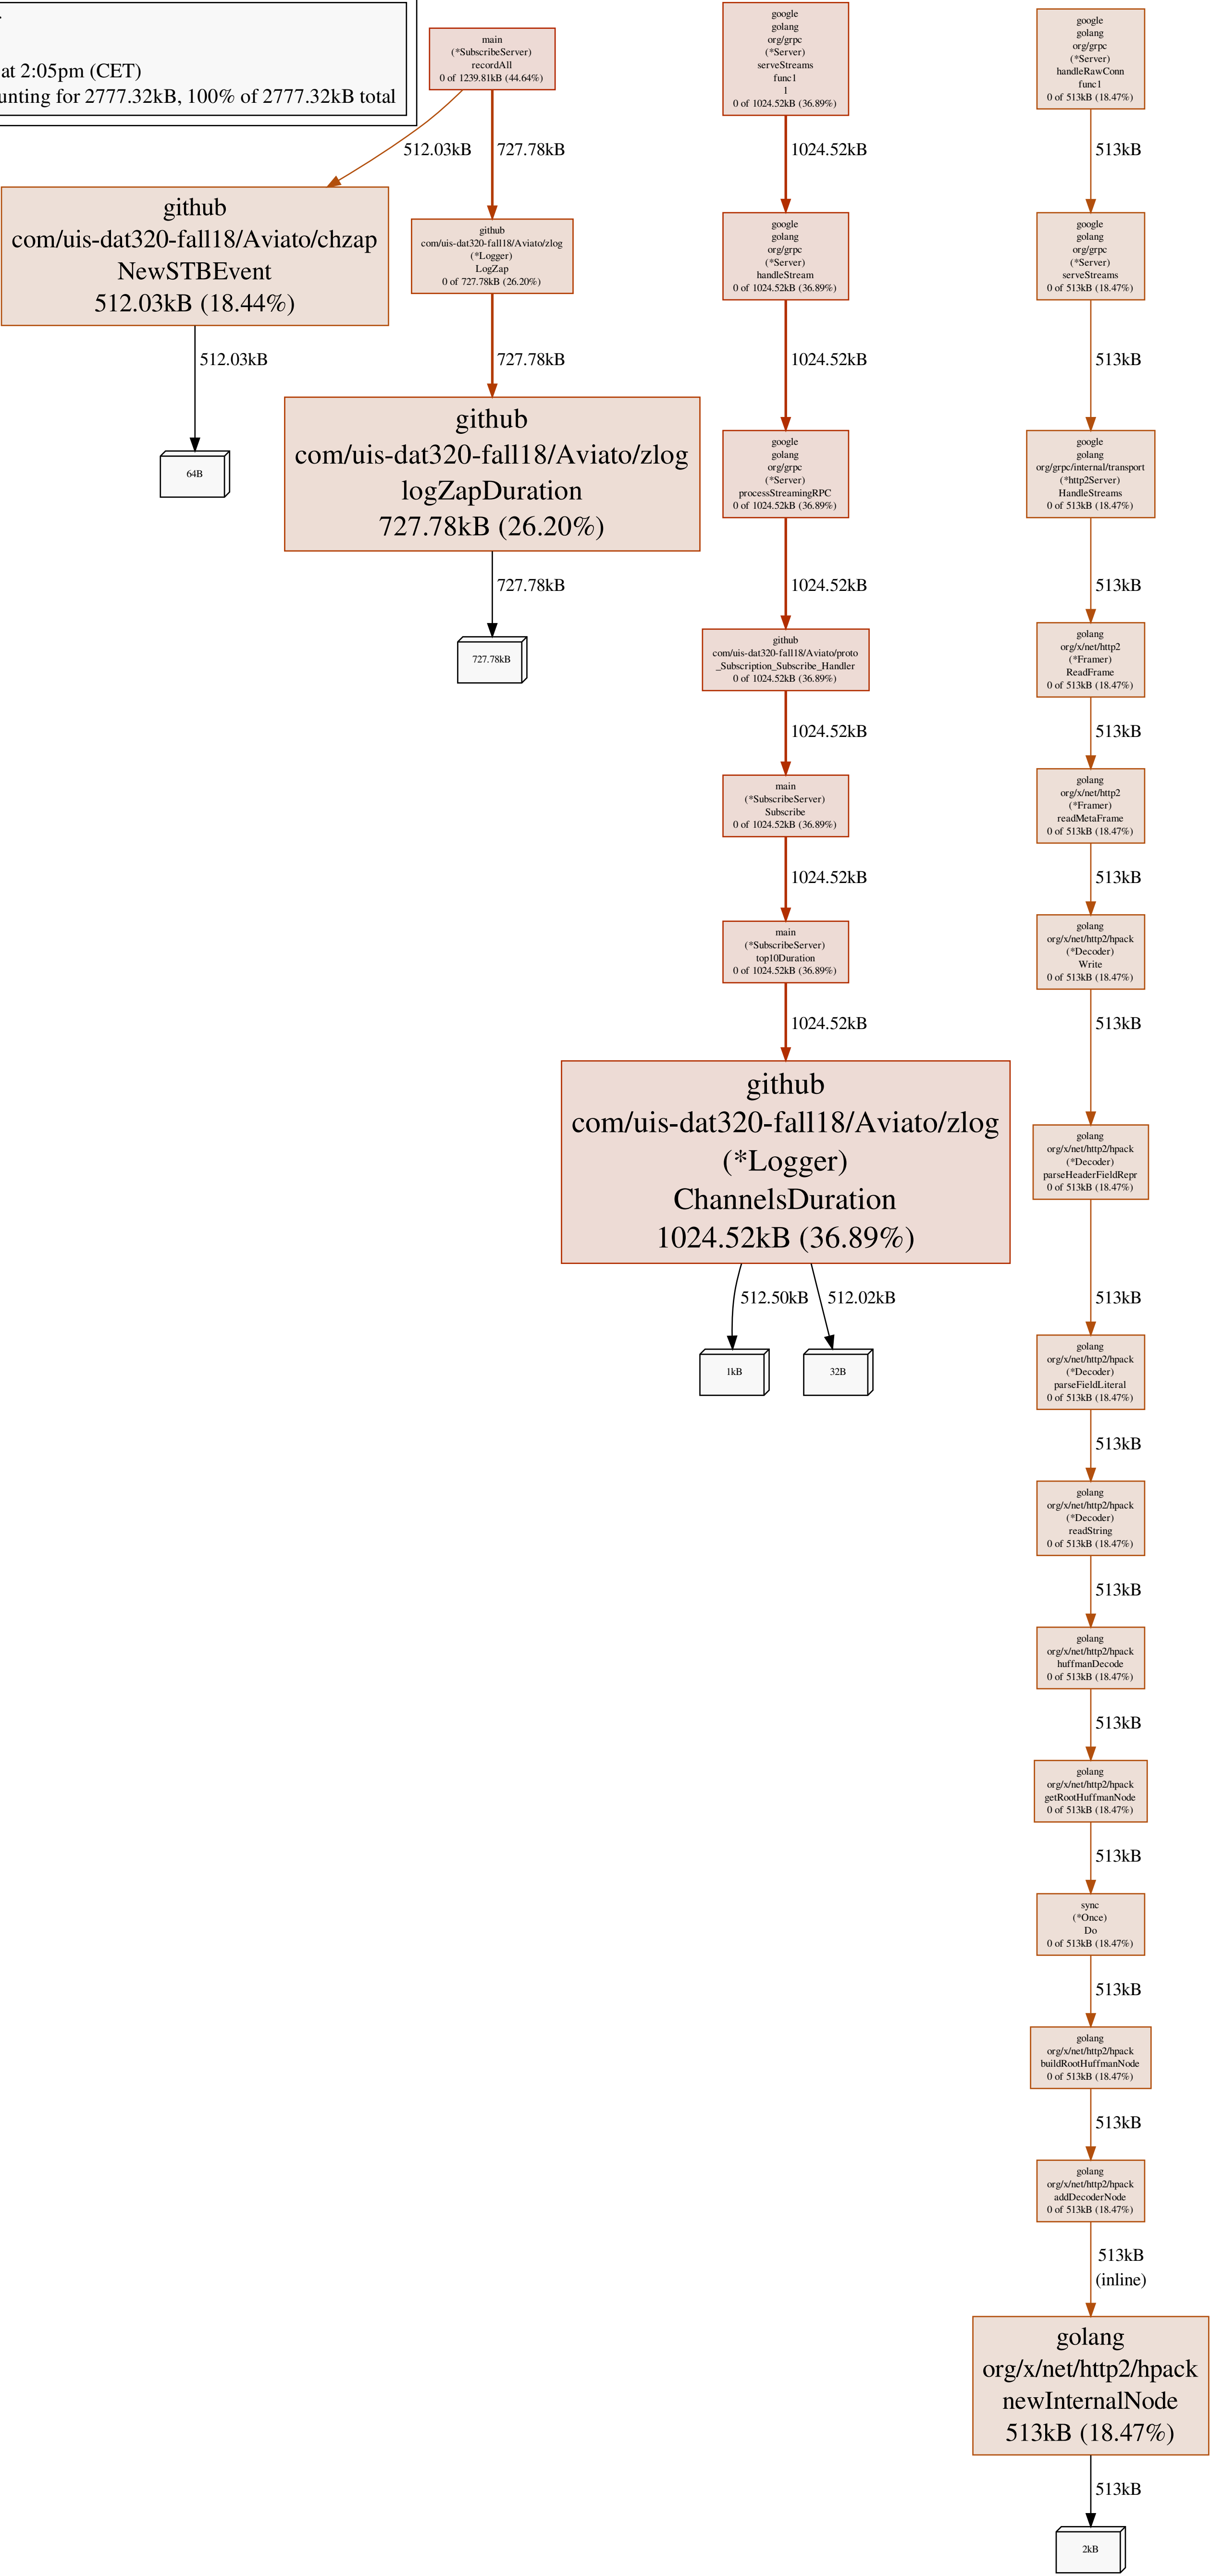 at 2:05pm (CET)
unting for 2777.32kB, 100% of 2777.32kB total
main
(*SubscribeServer)
recordAll
0 of 1239.81kB (44.64%)
google
golang
org/grpc
(*Server)
serveStreams
func1
1
0 of 1024.52kB (36.89%)
google
golang
org/grpc
(*Server)
handleRawConn
func1
0 of 513kB (18.47%)
512.03kB
727.78kB
1024.52kB
513kB
github
com/uis-dat320-fall18/Aviato/chzap
NewSTBEvent
512.03kB (18.44%)
github
com/uis-dat320-fall18/Aviato/zlog
(*Logger)
LogZap
0 of 727.78kB (26.20%)
google
golang
org/grpc
(*Server)
handleStream
0 of 1024.52kB (36.89%)
google
golang
org/grpc
(*Server)
serveStreams
0 of 513kB (18.47%)
512.03kB
727.78kB
1024.52kB
513kB
64B
github
com/uis-dat320-fall18/Aviato/zlog
logZapDuration
727.78kB (26.20%)
google
golang
org/grpc
(*Server)
processStreamingRPC
0 of 1024.52kB (36.89%)
google
golang
org/grpc/internal/transport
(*http2Server)
HandleStreams
0 of 513kB (18.47%)
727.78kB
1024.52kB
513kB
727.78kB
github
com/uis-dat320-fall18/Aviato/proto
_Subscription_Subscribe_Handler
0 of 1024.52kB (36.89%)
golang
org/x/net/http2
(*Framer)
ReadFrame
0 of 513kB (18.47%)
1024.52kB
513kB
main
(*SubscribeServer)
Subscribe
0 of 1024.52kB (36.89%)
golang
org/x/net/http2
(*Framer)
readMetaFrame
0 of 513kB (18.47%)
1024.52kB
513kB
main
(*SubscribeServer)
top10Duration
0 of 1024.52kB (36.89%)
golang
org/x/net/http2/hpack
(*Decoder)
Write
0 of 513kB (18.47%)
1024.52kB
513kB
github
com/uis-dat320-fall18/Aviato/zlog
(*Logger)
ChannelsDuration
1024.52kB (36.89%)
golang
org/x/net/http2/hpack
(*Decoder)
parseHeaderFieldRepr
0 of 513kB (18.47%)
512.50kB
512.02kB
513kB
1kB
32B
golang
org/x/net/http2/hpack
(*Decoder)
parseFieldLiteral
0 of 513kB (18.47%)
513kB
golang
org/x/net/http2/hpack
(*Decoder)
readString
0 of 513kB (18.47%)
513kB
golang
org/x/net/http2/hpack
huffmanDecode
0 of 513kB (18.47%)
513kB
golang
org/x/net/http2/hpack
getRootHuffmanNode
0 of 513kB (18.47%)
513kB
sync
(*Once)
Do
0 of 513kB (18.47%)
513kB
golang
org/x/net/http2/hpack
buildRootHuffmanNode
0 of 513kB (18.47%)
513kB
golang
org/x/net/http2/hpack
addDecoderNode
0 of 513kB (18.47%)
513kB
(inline)
golang
org/x/net/http2/hpack
newInternalNode
513kB (18.47%)
513kB
2kB